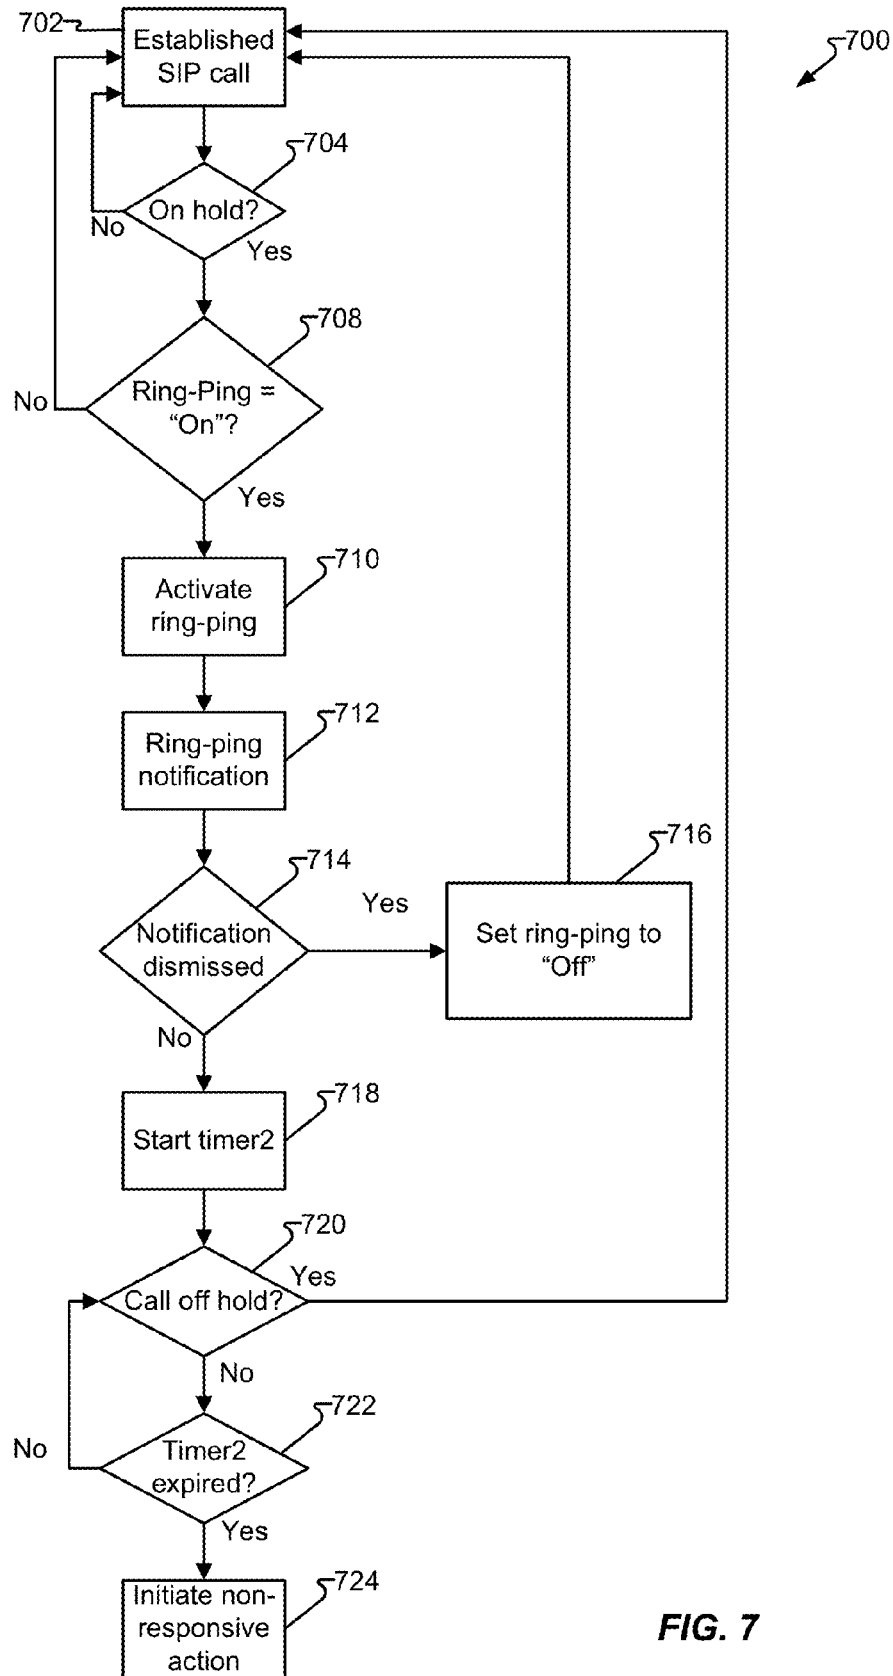 702
Established
SIP call
700
704
On hold?
No
Yes
708
Ring-Ping =
“On”?
No
Yes
710
Activate
ring-ping
712
Ring-ping
notification
714
716
Notification
dismissed
Yes
Set ring-ping to
“Off”
No
718
Start timer2
720
Yes
Call off hold?
No
722
Timer2
expired?
No
Yes
724
Initiate non-
responsive
action
FIG. 7